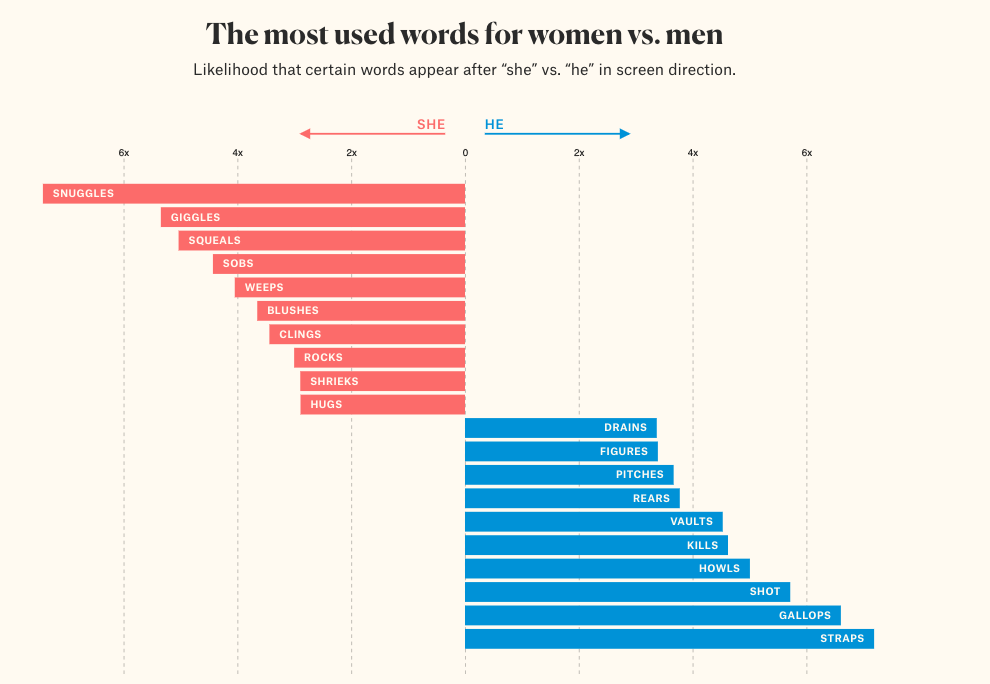 The most used words for women vs. men
Likelihood that certain words appear after “she” vs. “he” in screen direction.
SHE HE
6x 4x 2x 0 2x 4x 6x
SNUGGLES
GIGGLES
SQUEALS
SOBS
WEEPS
BLUSHES
CLINGS
ROCKS
SHRIEKS
HUGS
DRAINS
FIGURES
PITCHES
REARS
VAULTS
KILLS
HOWLS
SHOT
GALLOPS
STRAPS